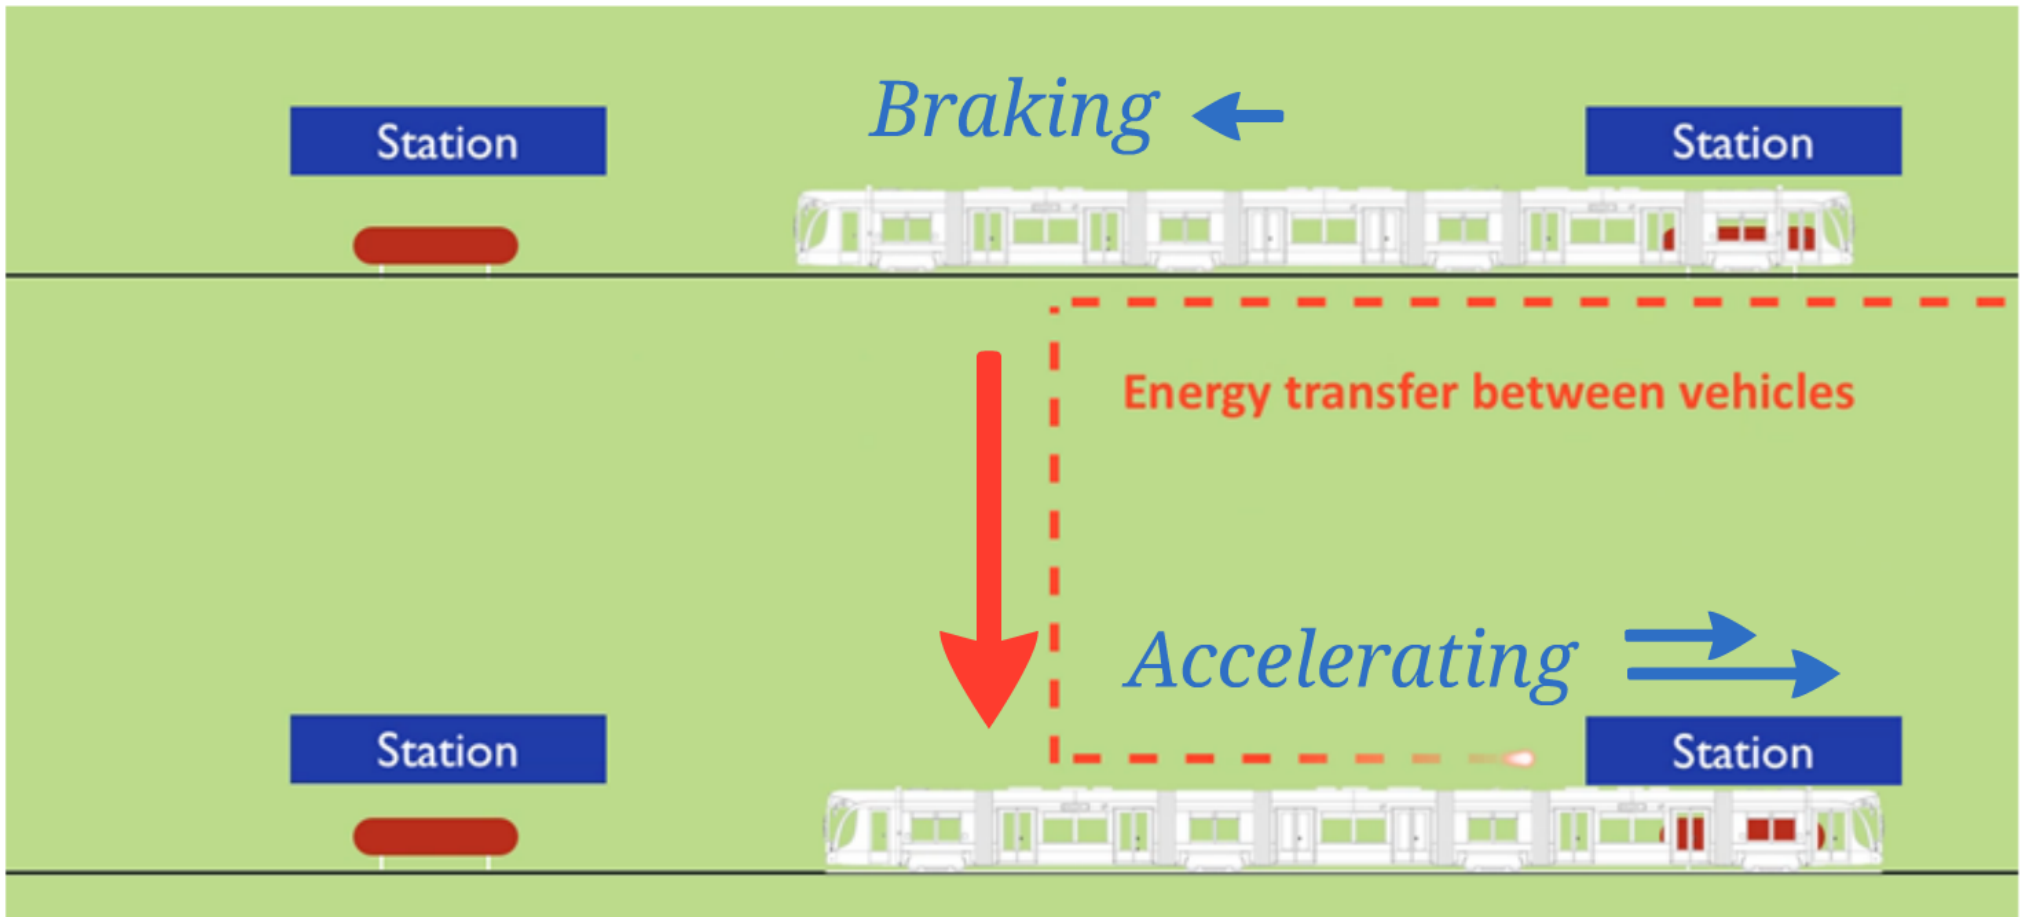 Braking
Station
Station
Energy transfer between vehicles
Accelerating
Station
Station